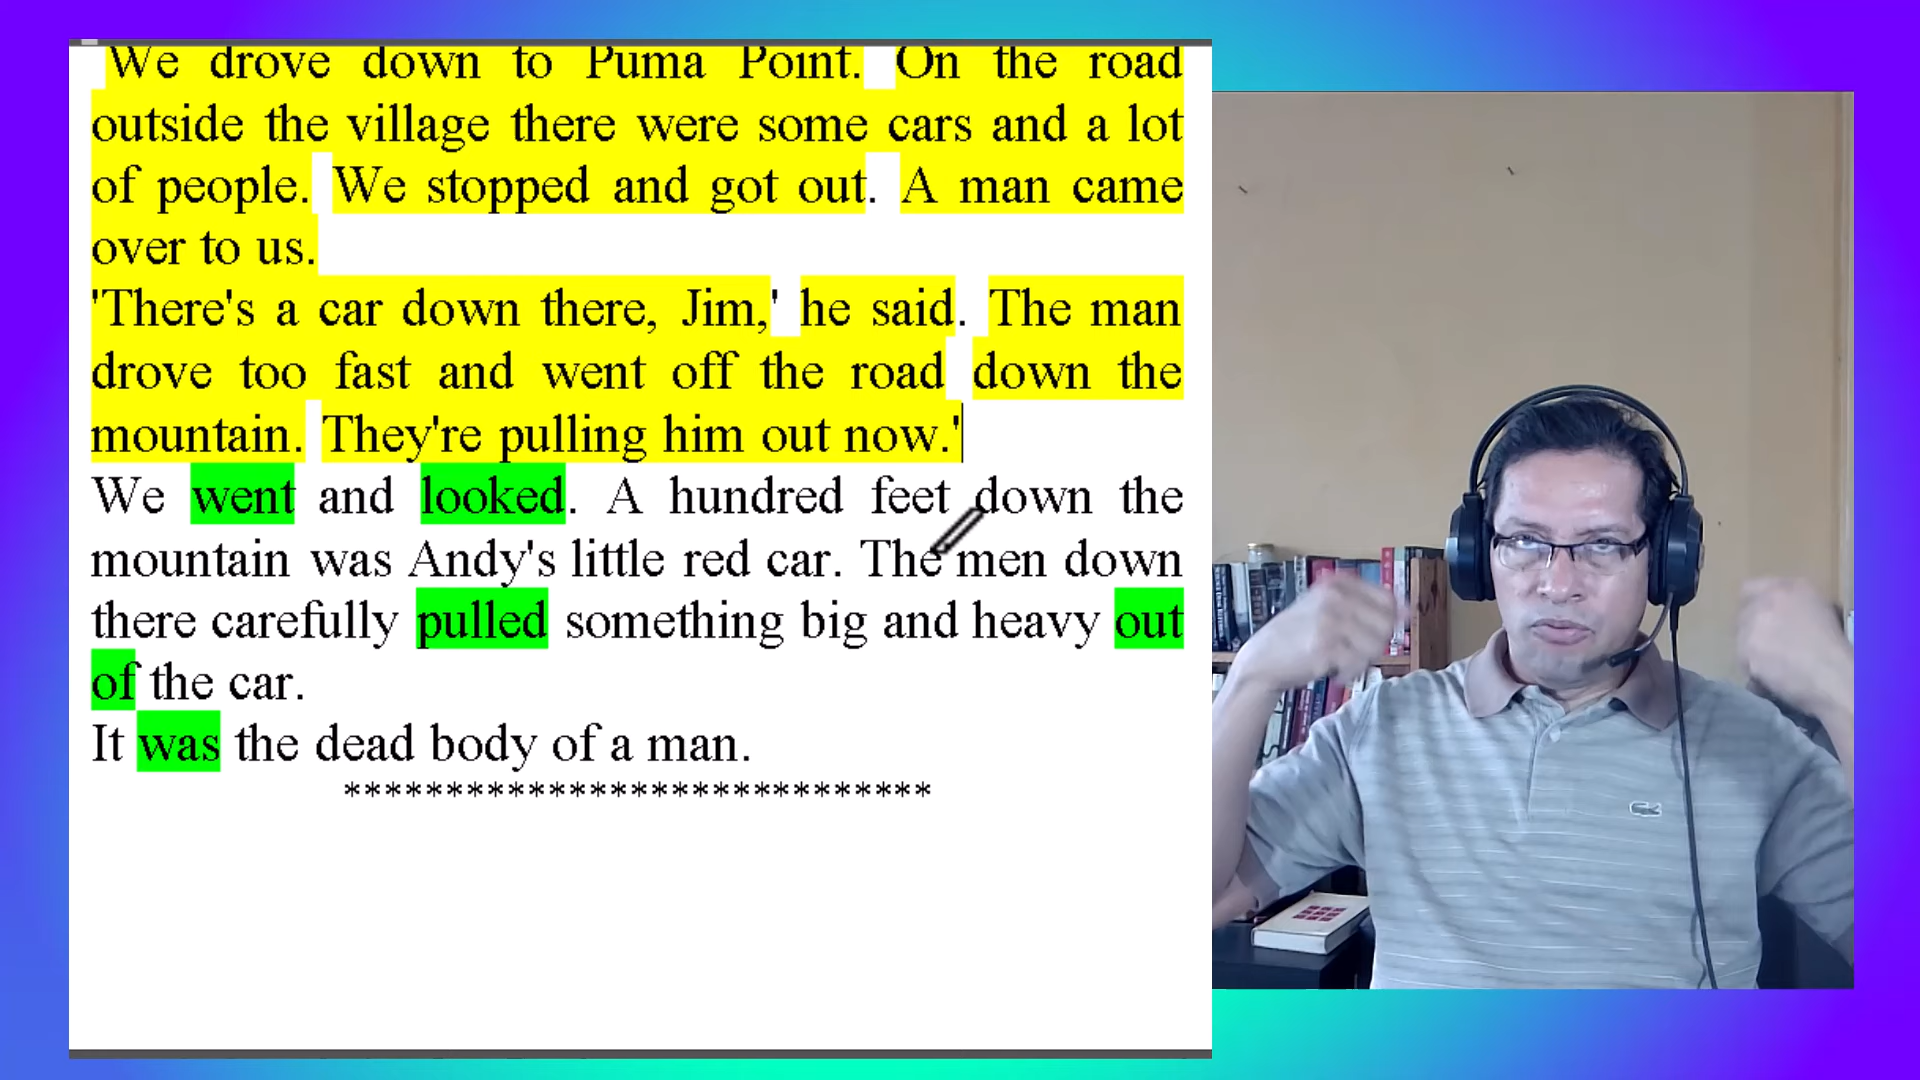 We drove down to Puma Point. On the road
outside the village there were some cars and a lot
of people. We stopped and got out. A man came
over to us.
'There's a car down there, Jim,' he said. The man
drove too fast and went off the road down the
mountain. They're pulling him out now.'
We went and looked. A hundred feet down the
mountain was Andy's little red car. The men down
there carefully pulled something big and heavy out
of the car.
It was the dead body of a man.
*****************************